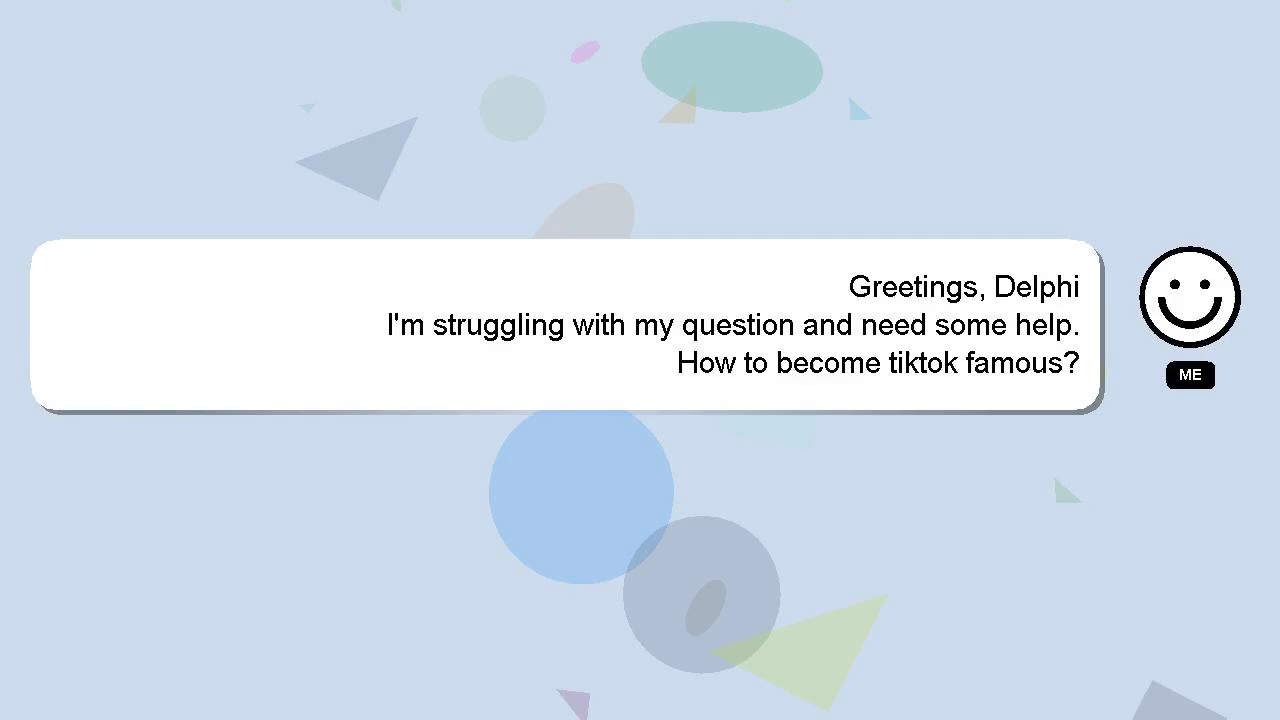 Greetings, Delphi
I'm struggling with my question and need some help.
How to become tiktok famous?
ME